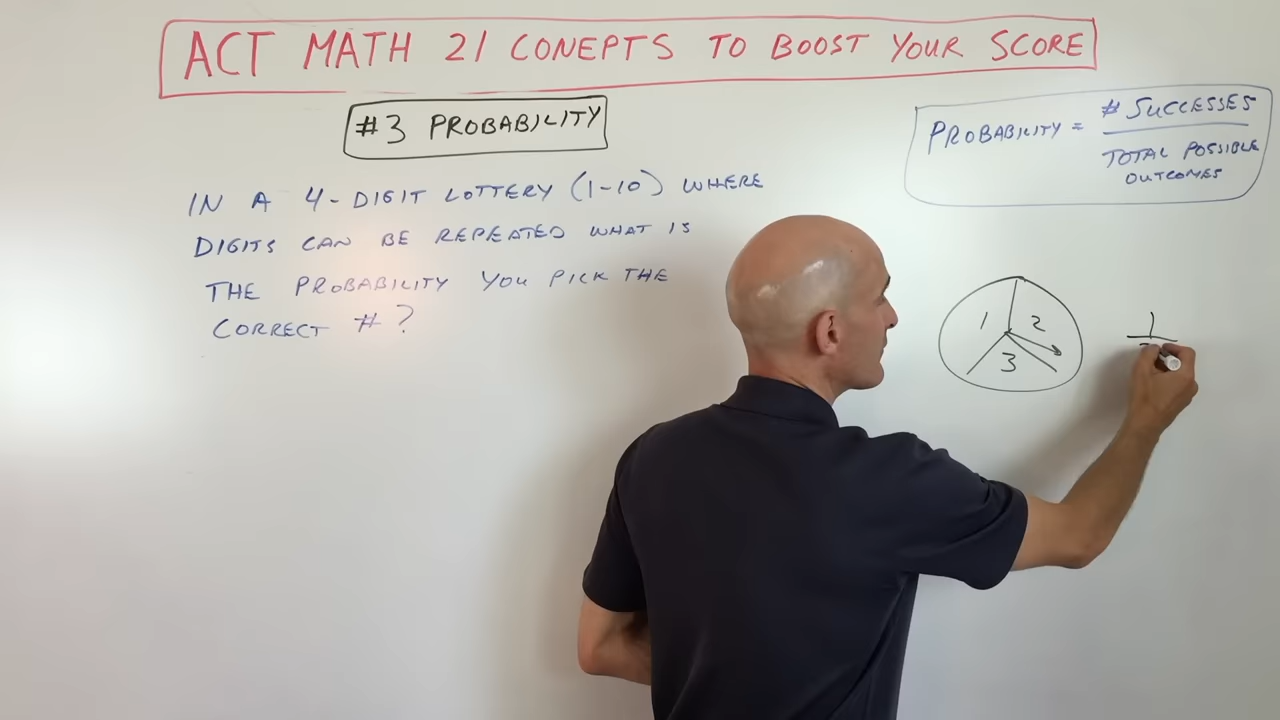 ACT MATH 21 CONEPTS TO BOOST YOUR SCORE
#3 PROBABILITY
PROBABILITY = # SUCCESSES
TOTAL POSSIBLE
OUTCOMES
IN A 4-DIGIT LOTTERY (1-10) WHERE
DIGITS CAN BE REPEATED WHAT IS
THE PROBABILITY YOU PICK THE
CORRECT #?
1 2
3
1